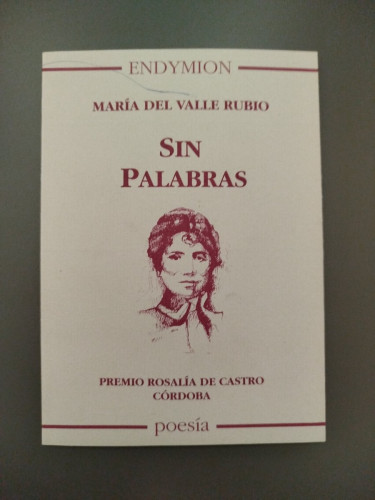 ENDYMION
MARÍA DEL VALLE RUBIO
SIN
PALABRAS
PREMIO ROSALÍA DE CASTRO
CÓRDOBA
poesía